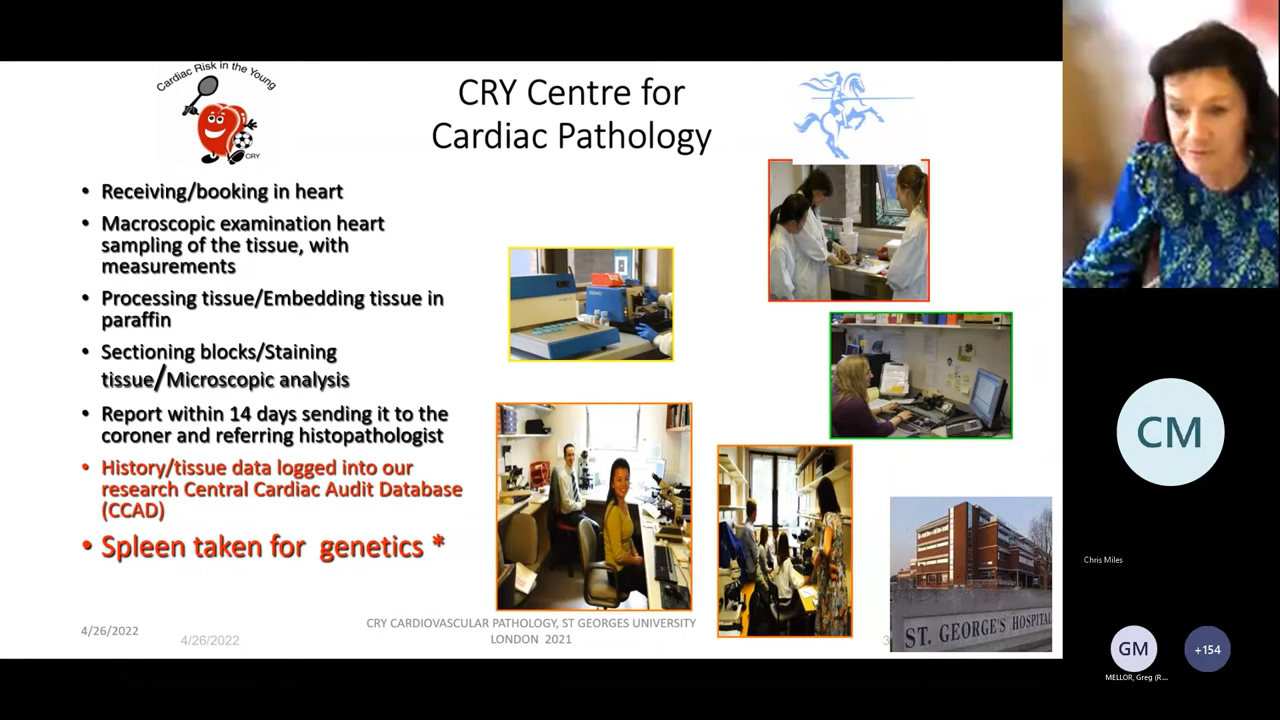 Cardiac Risk in the Young
CRY
CRY Centre for
Cardiac Pathology
• Receiving/booking in heart
• Macroscopic examination heart
sampling of the tissue, with
measurements
• Processing tissue/Embedding tissue in
paraffin
• Sectioning blocks/Staining
tissue/Microscopic analysis
• Report within 14 days sending it to the
coroner and referring histopathologist
• History/tissue data logged into our
research Central Cardiac Audit Database
(CCAD)
• Spleen taken for genetics *
ST. GEORGE'S HOSPITAL
4/26/2022
4/26/2022
CRY CARDIOVASCULAR PATHOLOGY, ST GEORGES UNIVERSITY
LONDON 2021
3
CM
Chris Miles
GM
+154
MELLOR, Greg (R...